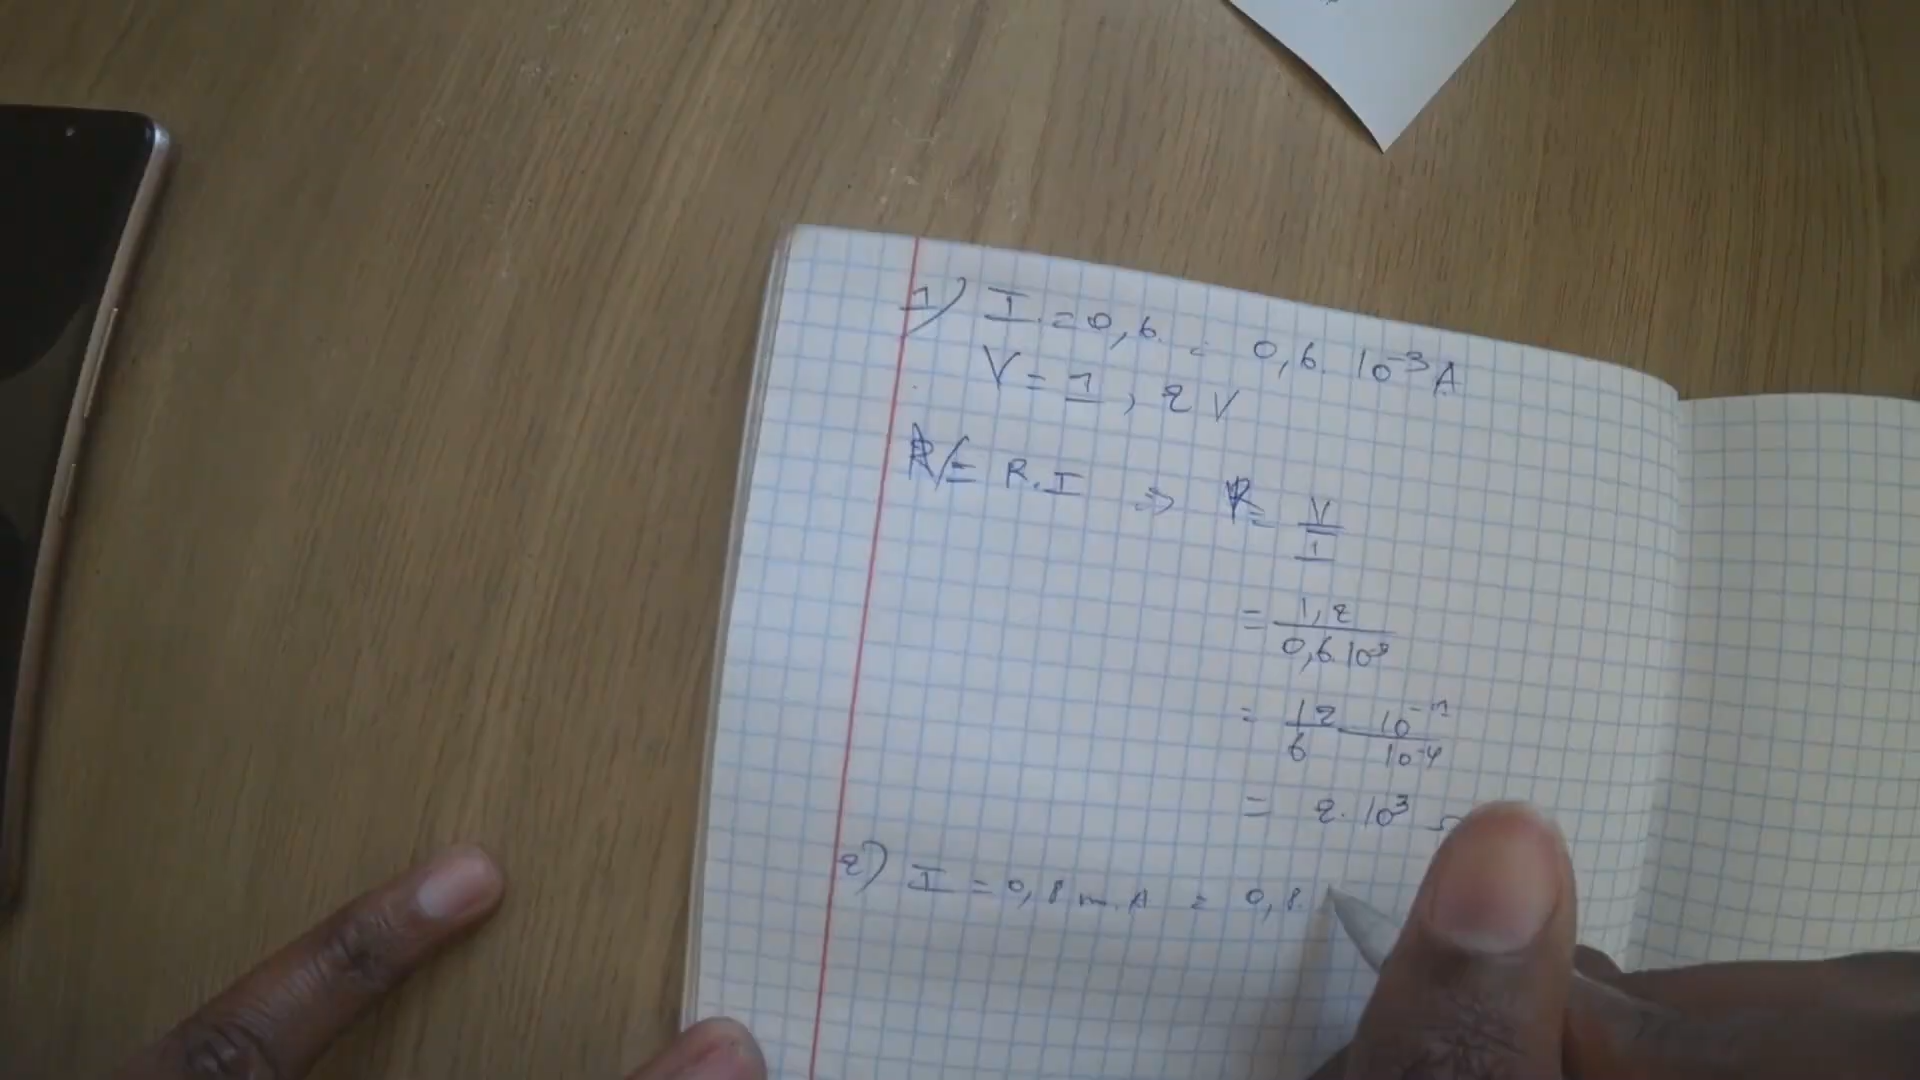 1) I = 0,6. = 0,6. 10⁻³ A
V = 1,2 V
= R.I ⇒ R = V/I
= 1,2 / 0,6.10⁻³
= 12/6 10⁻¹/10⁻⁴
= 2.10³
2) I = 0,8 m.A = 0,8.